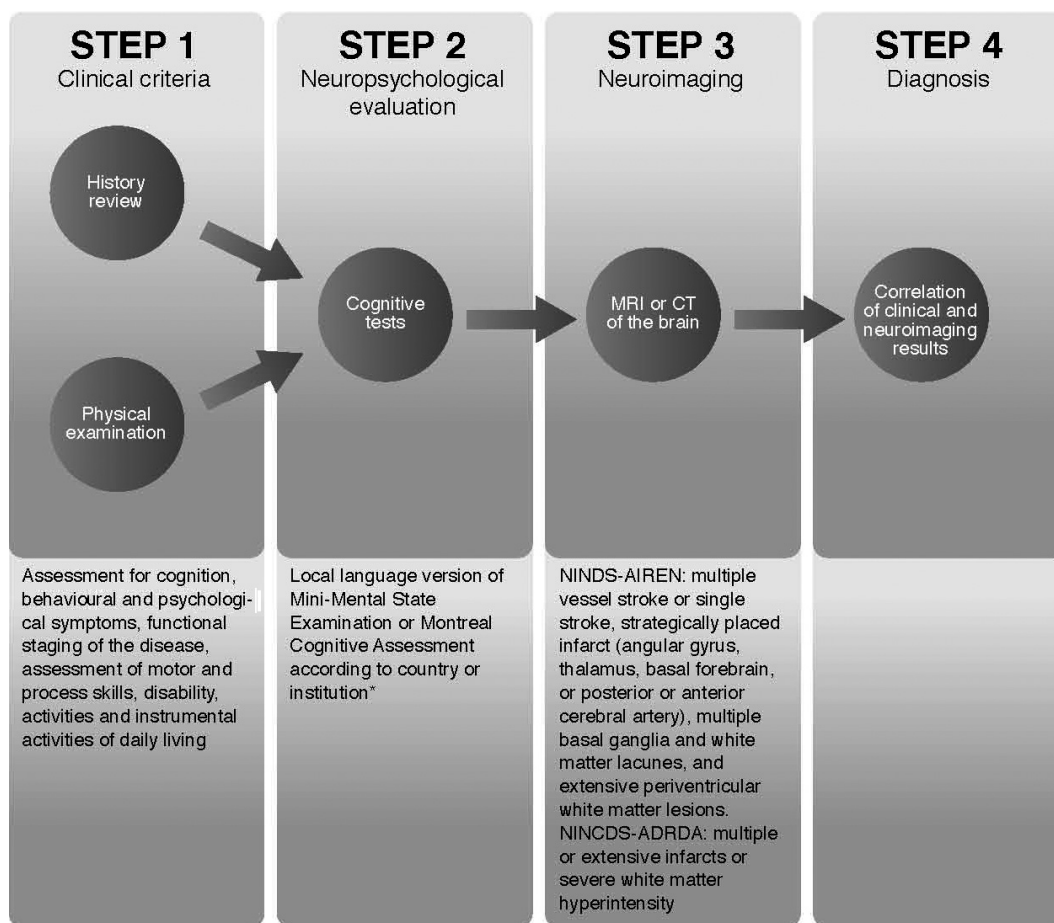 STEP 1
Clinical criteria
History
review
Physical
examination
Assessment for cognition,
behavioural and psychologi-
cal symptoms, functional
staging of the disease,
assessment of motor and
process skills, disability,
activities and instrumental
activities of daily living
STEP 2
Neuropsychological
evaluation
Cognitive
tests
Local language version of
Mini-Mental State
Examination or Montreal
Cognitive Assessment
according to country or
institution*
STEP 3
Neuroimaging
MRI or CT
of the brain
NINDS-AIREN: multiple
vessel stroke or single
stroke, strategically placed
infarct (angular gyrus,
thalamus, basal forebrain,
or posterior or anterior
cerebral artery), multiple
basal ganglia and white
matter lacunes, and
extensive periventricular
white matter lesions.
NINCDS-ADRDA: multiple
or extensive infarcts or
severe white matter
hyperintensity
STEP 4
Diagnosis
Correlation
of clinical and
neuroimaging
results